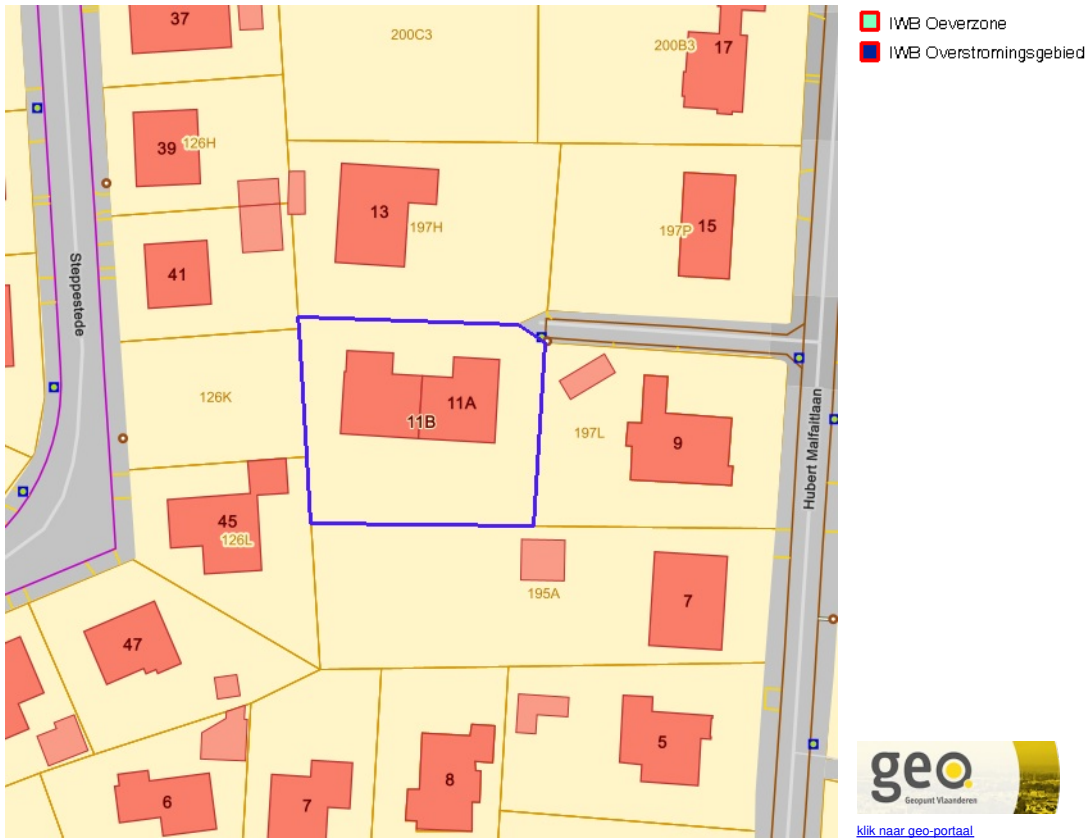 37
200C3
200B3
17
IWB Oeverzone
IWB Overstromingsgebied
39
126H
13
197H
197P
15
Steppestede
41
126K
11A
11B
197L
9
Hubert Malfaitlaan
45
126L
195A
7
47
5
6
7
8
geo
Geopunt Vlaanderen
klik naar geo-portaal